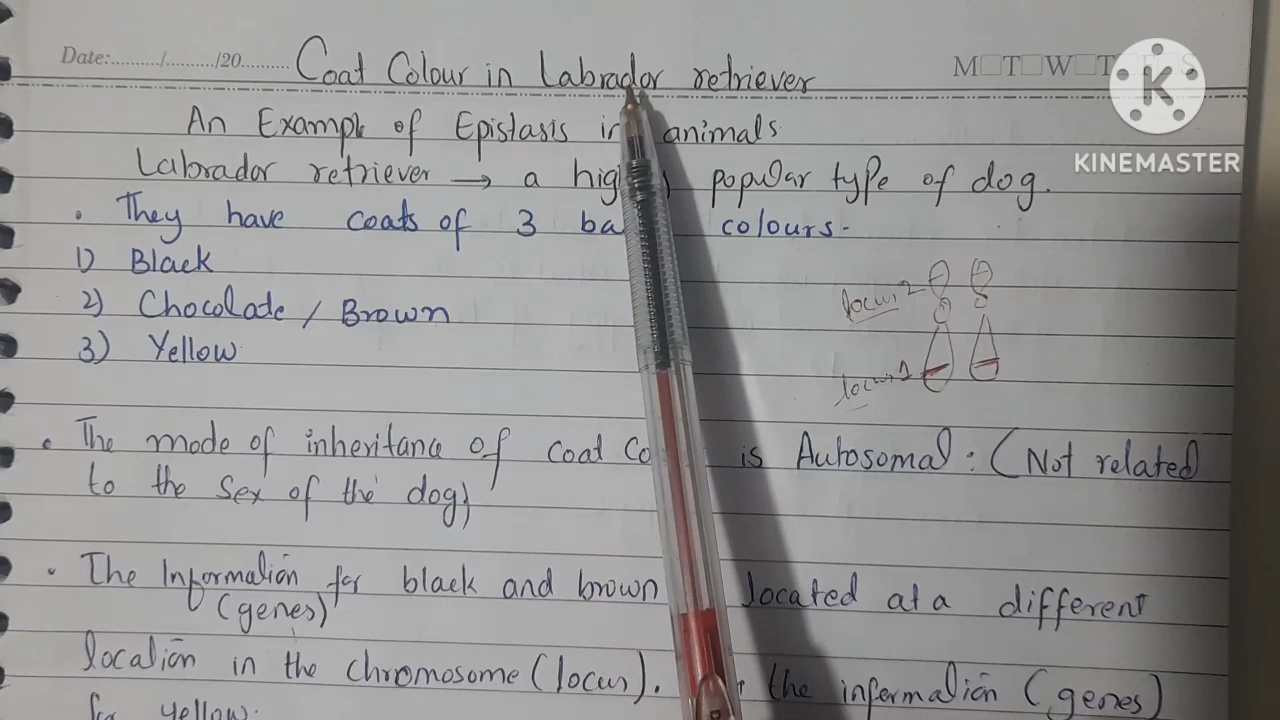 Date:........../........../20..........
Coat Colour in Labrador retriever
M T W T S
KINEMASTER
An Example of Epistasis in animals
Labrador retriever → a popular type of dog.
• They have coats of 3 colours.
1) Black
2) Chocolade / Brown
3) Yellow
locus 2
locus 1
• The mode of inheritance of coat is Autosomal: (Not related
to the sex of the dog)
• The Information for black and brown located at a different
(genes)
location in the chromosome (locus). the information (genes)
for yellow.